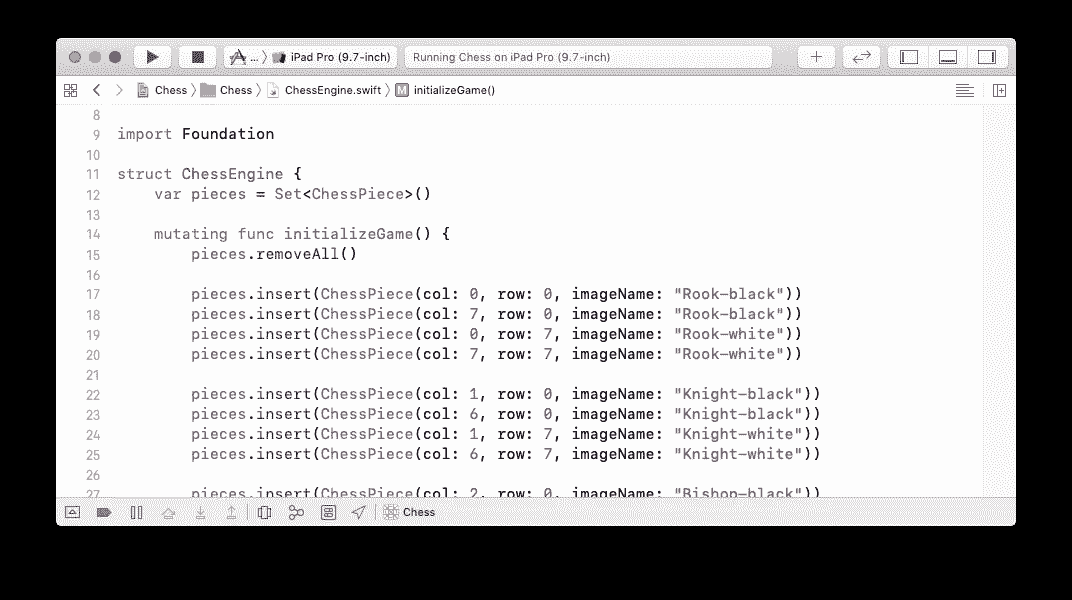 ... iPad Pro (9.7-inch) Running Chess on iPad Pro (9.7-inch)
Chess Chess ChessEngine.swift M initializeGame()
8
9 import Foundation
10
11 struct ChessEngine {
12 var pieces = Set<ChessPiece>()
13
14 mutating func initializeGame() {
15 pieces.removeAll()
16
17 pieces.insert(ChessPiece(col: 0, row: 0, imageName: "Rook-black"))
18 pieces.insert(ChessPiece(col: 7, row: 0, imageName: "Rook-black"))
19 pieces.insert(ChessPiece(col: 0, row: 7, imageName: "Rook-white"))
20 pieces.insert(ChessPiece(col: 7, row: 7, imageName: "Rook-white"))
21
22 pieces.insert(ChessPiece(col: 1, row: 0, imageName: "Knight-black"))
23 pieces.insert(ChessPiece(col: 6, row: 0, imageName: "Knight-black"))
24 pieces.insert(ChessPiece(col: 1, row: 7, imageName: "Knight-white"))
25 pieces.insert(ChessPiece(col: 6, row: 7, imageName: "Knight-white"))
26
27 pieces.insert(ChessPiece(col: 2, row: 0, imageName: "Bishop-black"))
Chess